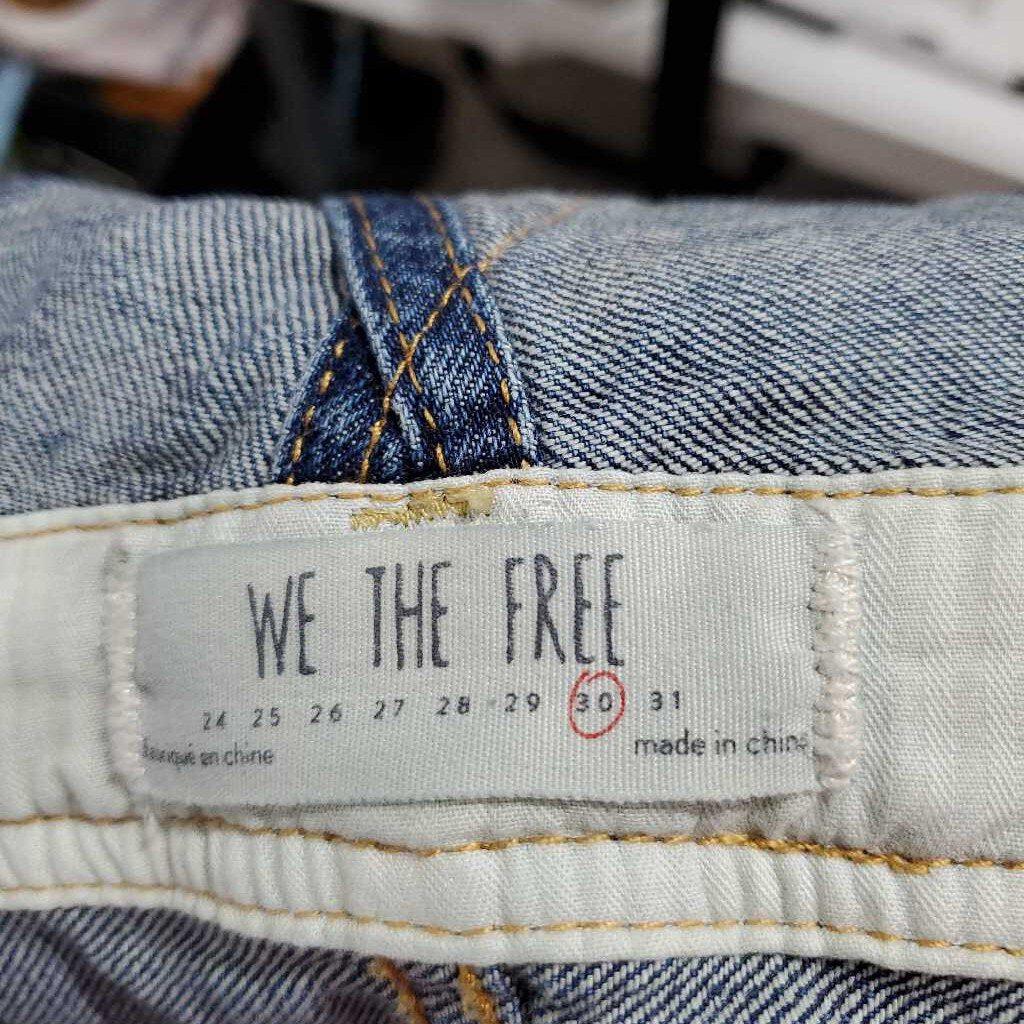 WE THE FREE
24 25 26 27 28 29 30 31
en chine
made in china